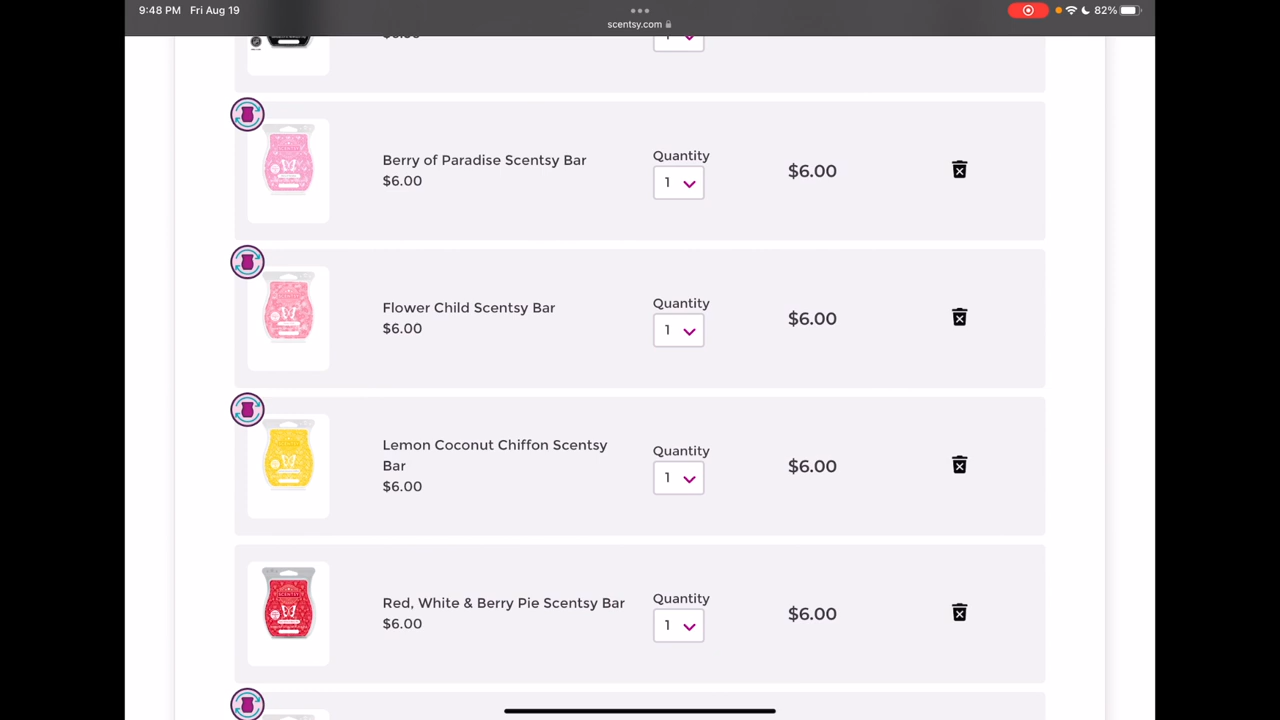 9:48 PM Fri Aug 19
82%
scentsy.com
1
Berry of Paradise Scentsy Bar
$6.00
Quantity
1
$6.00
Flower Child Scentsy Bar
$6.00
Quantity
1
$6.00
Lemon Coconut Chiffon Scentsy
Bar
$6.00
Quantity
1
$6.00
SCENTSY
Red, White & Berry Pie Scentsy Bar
$6.00
Quantity
1
$6.00